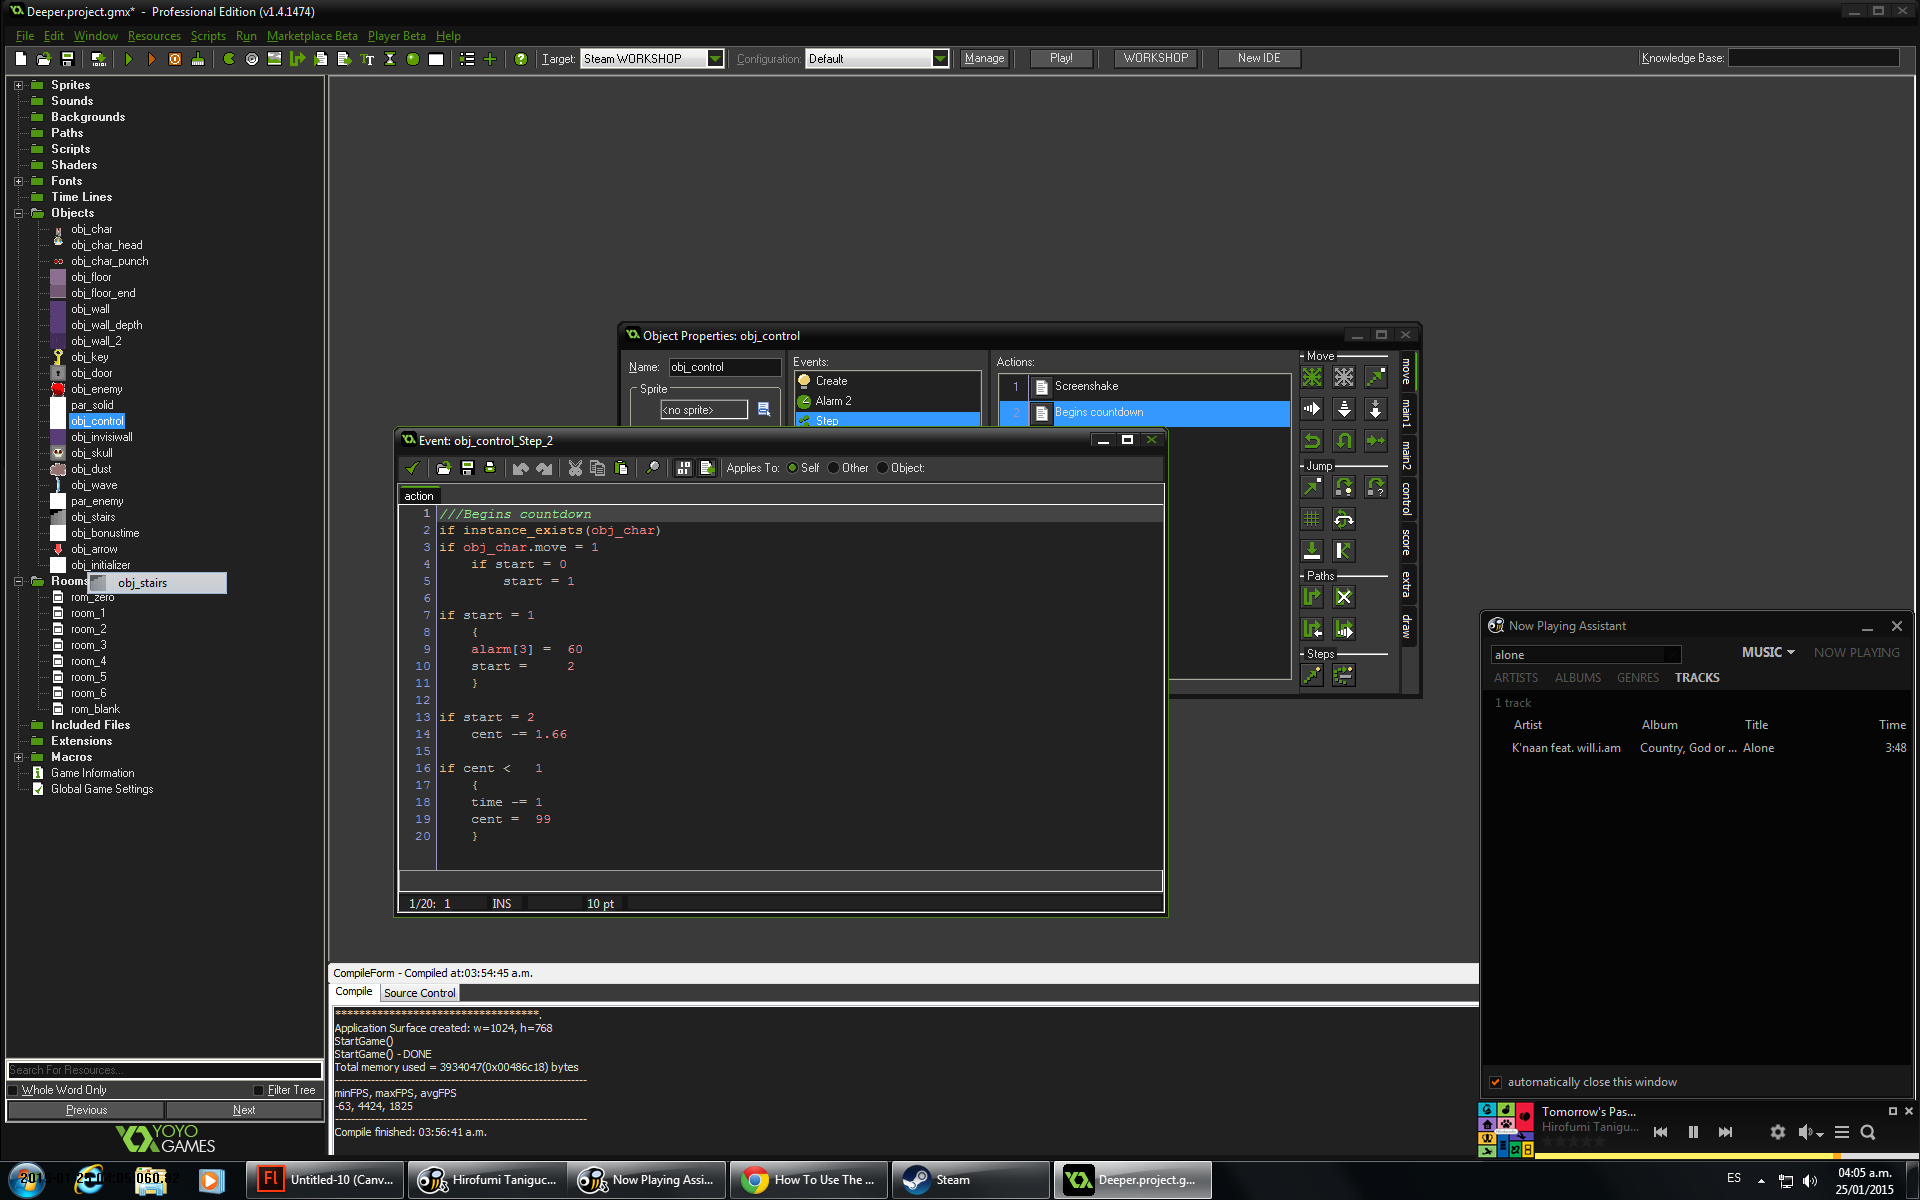 Deeper.project.gmx* - Professional Edition (v1.4.1474)
File Edit Window Resources Scripts Run Marketplace Beta Player Beta Help
Target: Steam WORKSHOP Configuration: Default Manage Play! WORKSHOP New IDE Knowledge Base:
Sprites
Sounds
Backgrounds
Paths
Scripts
Shaders
Fonts
Time Lines
Objects
obj_char
obj_char_head
obj_char_punch
obj_floor
obj_floor_end
obj_wall
obj_wall_depth
obj_wall_2
obj_key
obj_door
obj_enemy
par_solid
obj_control
obj_invisiwall
obj_skull
obj_dust
obj_wave
par_enemy
obj_stairs
obj_bonustime
obj_arrow
obj_initializer
Rooms
obj_stairs
rom_zero
room_1
room_2
room_3
room_4
room_5
room_6
rom_blank
Included Files
Extensions
Macros
Game Information
Global Game Settings
Search For Resources...
Whole Word Only Filter Tree
Previous Next
YOYO
GAMES
Object Properties: obj_control
Name: obj_control
Sprite
<no sprite>
Events:
Create
Alarm 2
Step
Actions:
1 Screenshake
2 Begins countdown
Move
Jump
Paths
Steps
move
main1
main2
control
score
extra
draw
Event: obj_control_Step_2
Applies To: Self Other Object:
action
1 ///Begins countdown
2 if instance_exists(obj_char)
3 if obj_char.move = 1
4 if start = 0
5 start = 1
6
7 if start = 1
8 {
9 alarm[3] = 60
10 start = 2
11 }
12
13 if start = 2
14 cent -= 1.66
15
16 if cent < 1
17 {
18 time -= 1
19 cent = 99
20 }
1/20: 1 INS 10 pt
CompileForm - Compiled at:03:54:45 a.m.
Compile Source Control
***********************************.
Application Surface created: w=1024, h=768
StartGame()
StartGame() - DONE
Total memory used = 3934047(0x00486c18) bytes
minFPS, maxFPS, avgFPS
-63, 4424, 1825
Compile finished: 03:56:41 a.m.
Now Playing Assistant
alone MUSIC NOW PLAYING
ARTISTS ALBUMS GENRES TRACKS
1 track
Artist Album Title Time
K'naan feat. will.i.am Country, God or ... Alone 3:48
automatically close this window
Tomorrow's Pas...
Hirofumi Tanigu...
Untitled-10 (Canv...
Hirofumi Taniguc...
Now Playing Assi...
How To Use The ...
Steam
Deeper.project.g...
ES
04:05 a.m.
25/01/2015